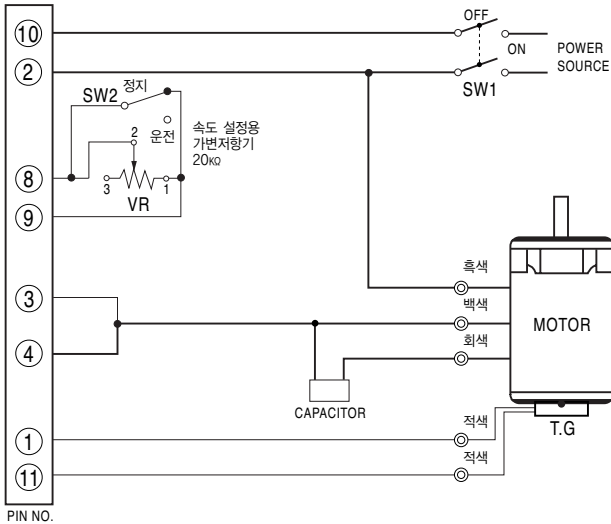 ⑩
OFF
ON
POWER
SOURCE
②
SW1
정지
SW2
운전
속도 설정용
가변저항기
20KΩ
2
⑧
3
1
VR
⑨
흑색
③
백색
MOTOR
④
회색
CAPACITOR
①
적색
T.G
⑪
적색
PIN NO.